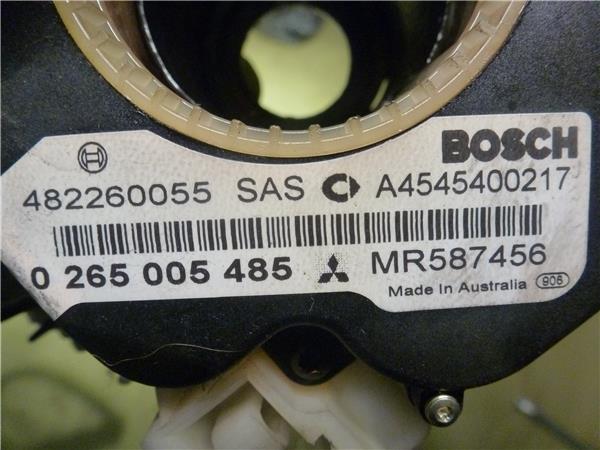 BOSCH
482260055 SAS A4545400217
0 265 005 485 MR587456
Made In Australia 906